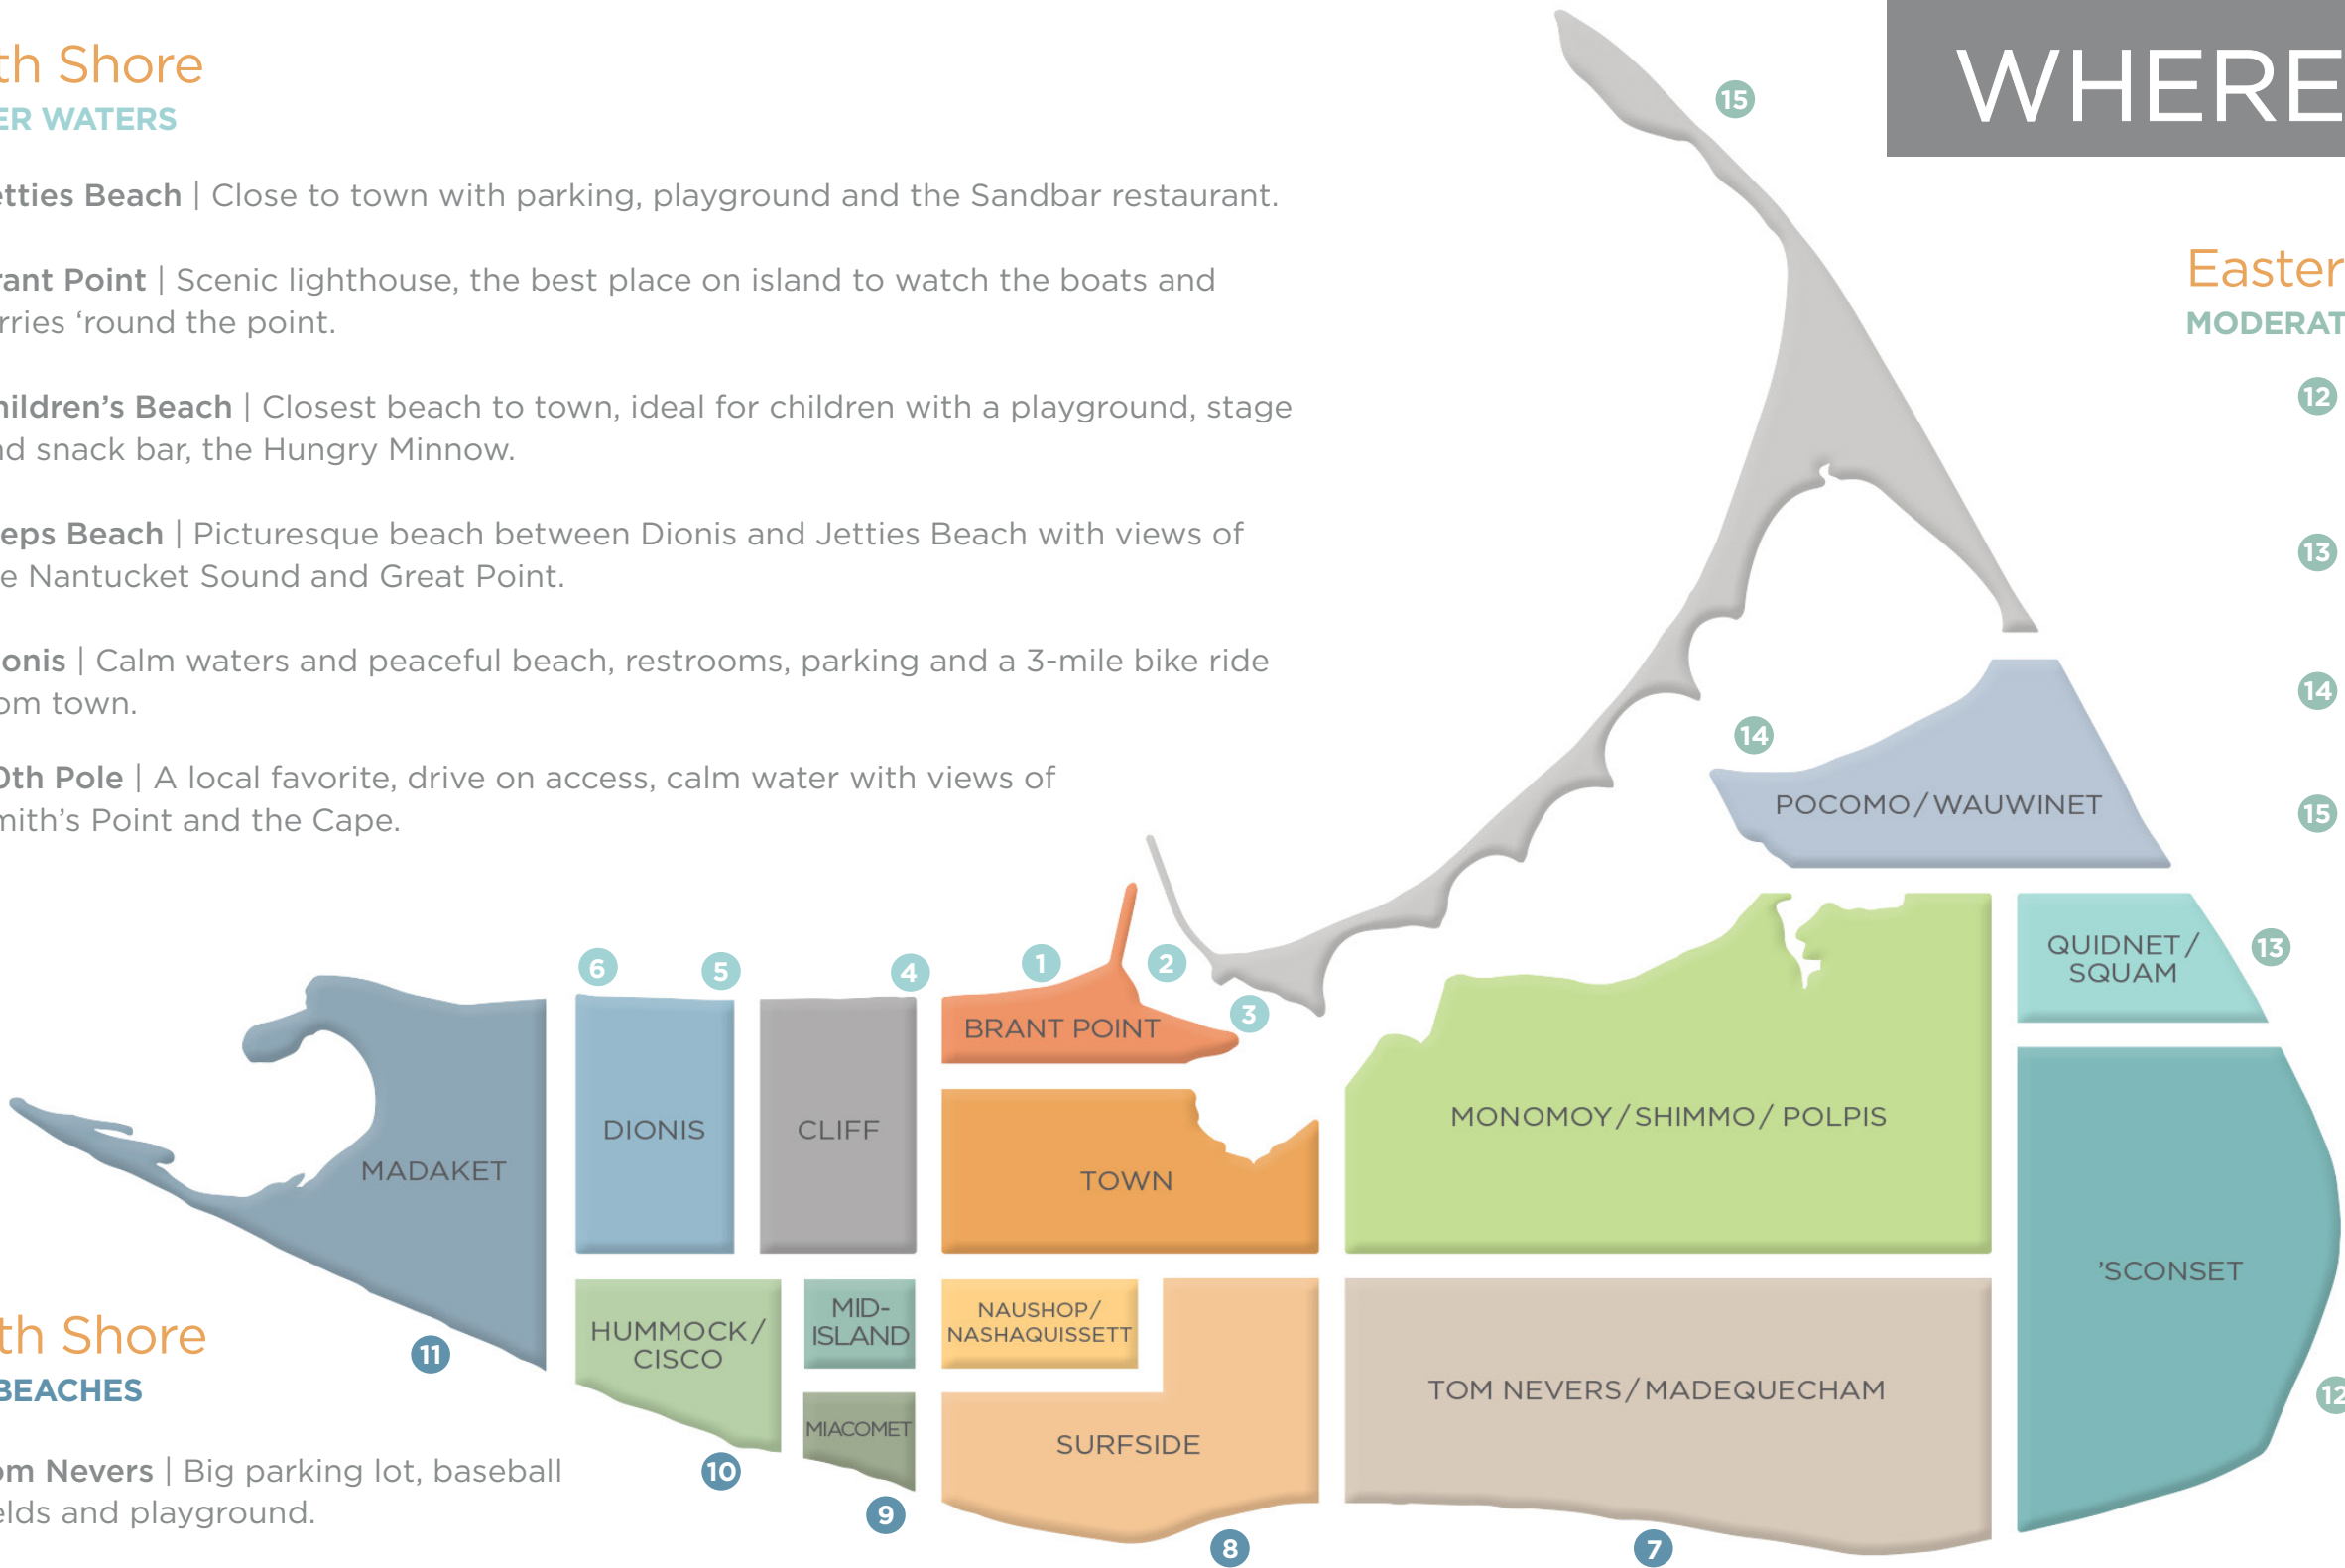 WHERE
th Shore
ER WATERS
etties Beach | Close to town with parking, playground and the Sandbar restaurant.
rant Point | Scenic lighthouse, the best place on island to watch the boats and
rries ‘round the point.
hildren’s Beach | Closest beach to town, ideal for children with a playground, stage
nd snack bar, the Hungry Minnow.
eps Beach | Picturesque beach between Dionis and Jetties Beach with views of
e Nantucket Sound and Great Point.
onis | Calm waters and peaceful beach, restrooms, parking and a 3-mile bike ride
om town.
0th Pole | A local favorite, drive on access, calm water with views of
mith’s Point and the Cape.
Easter
MODERAT
12
13
14
15
15
14
POCOMO / WAUWINET
QUIDNET /
SQUAM
13
6
5
4
1
2
3
BRANT POINT
MADAKET
DIONIS
CLIFF
TOWN
MONOMOY / SHIMMO / POLPIS
’SCONSET
HUMMOCK /
CISCO
MID-
ISLAND
NAUSHOP /
NASHAQUISSETT
MIACOMET
SURFSIDE
TOM NEVERS / MADEQUECHAM
12
11
10
9
8
7
th Shore
BEACHES
om Nevers | Big parking lot, baseball
elds and playground.